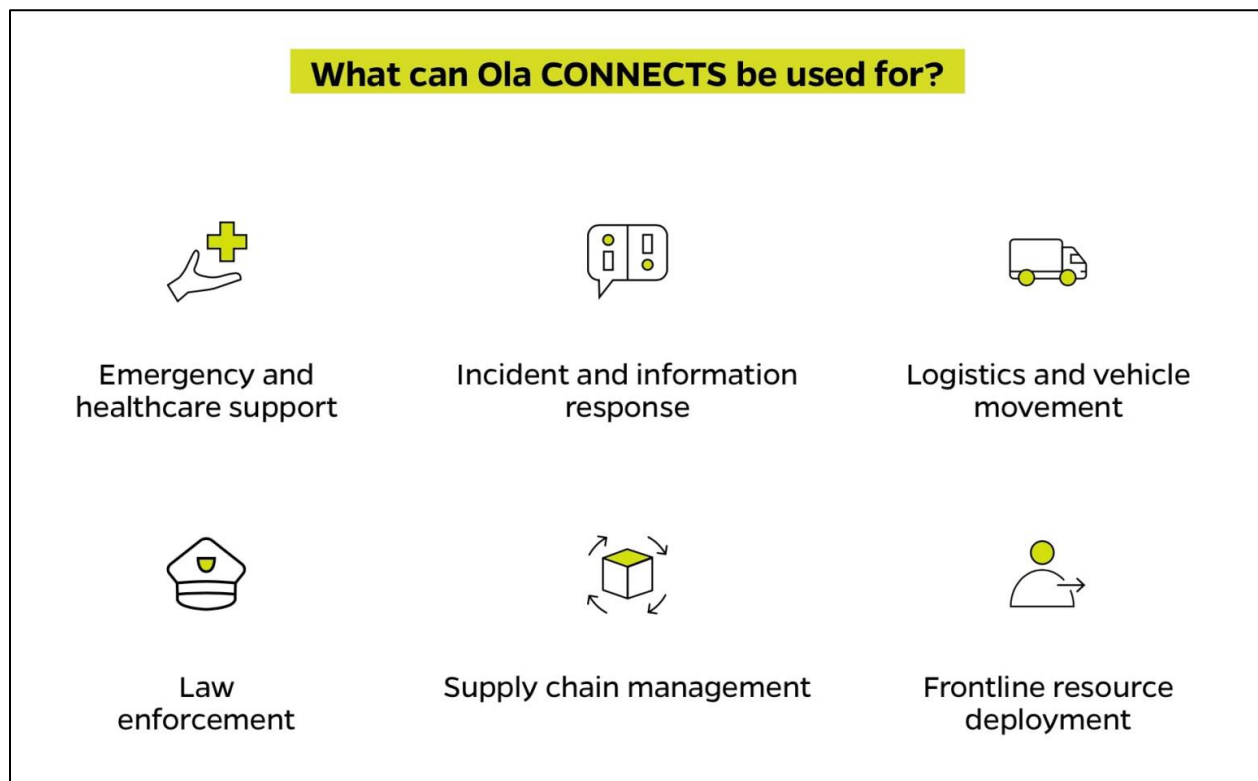 What can Ola CONNECTS be used for?
Emergency and
healthcare support
Incident and information
response
Logistics and vehicle
movement
Law
enforcement
Supply chain management
Frontline resource
deployment